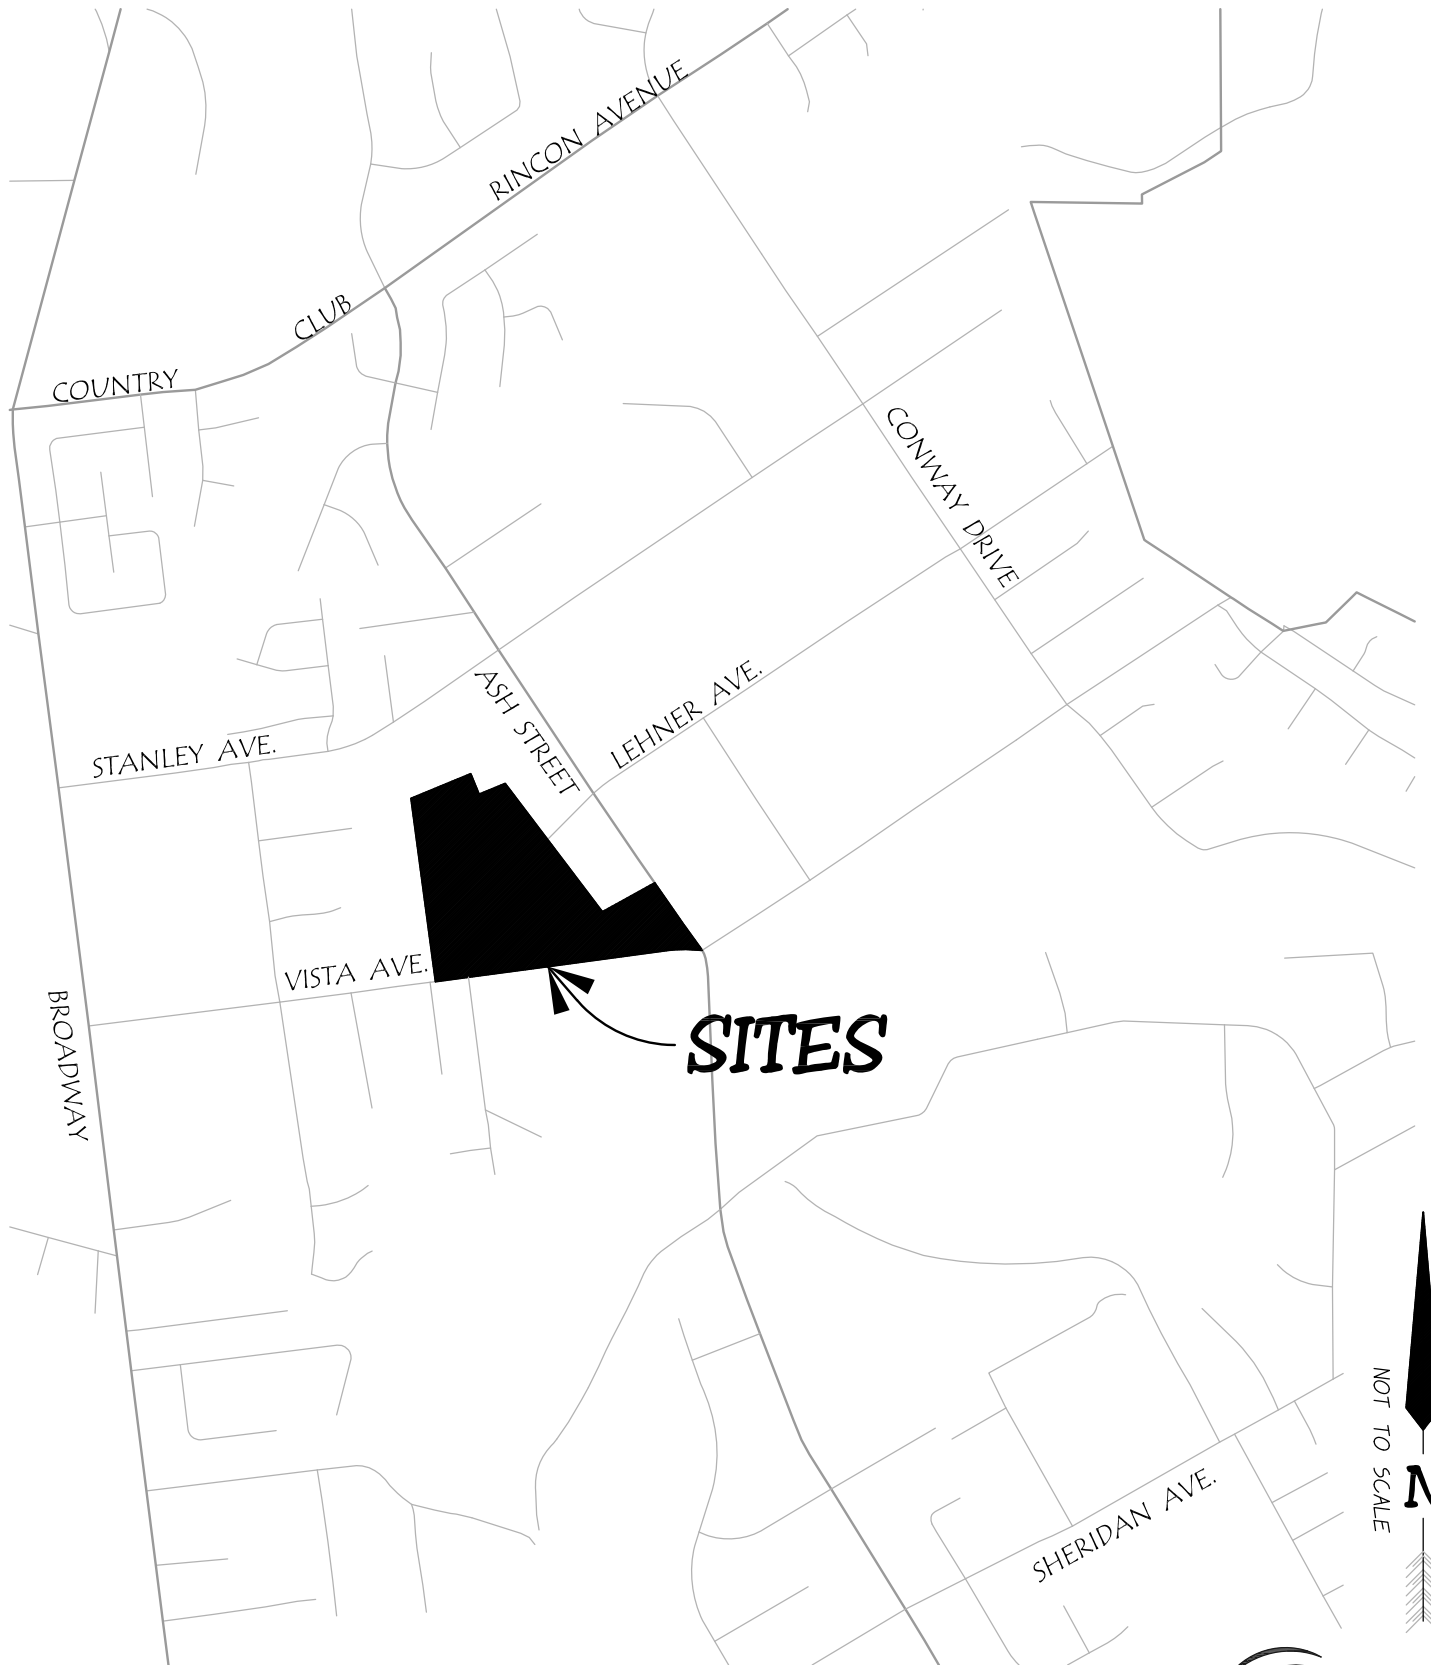 RINCON AVENUE
CLUB
COUNTRY
CONWAY DRIVE
LEHNER AVE.
ASH STREET
STANLEY AVE.
VISTA AVE.
BROADWAY
SITES
NOT TO SCALE
N
SHERIDAN AVE.